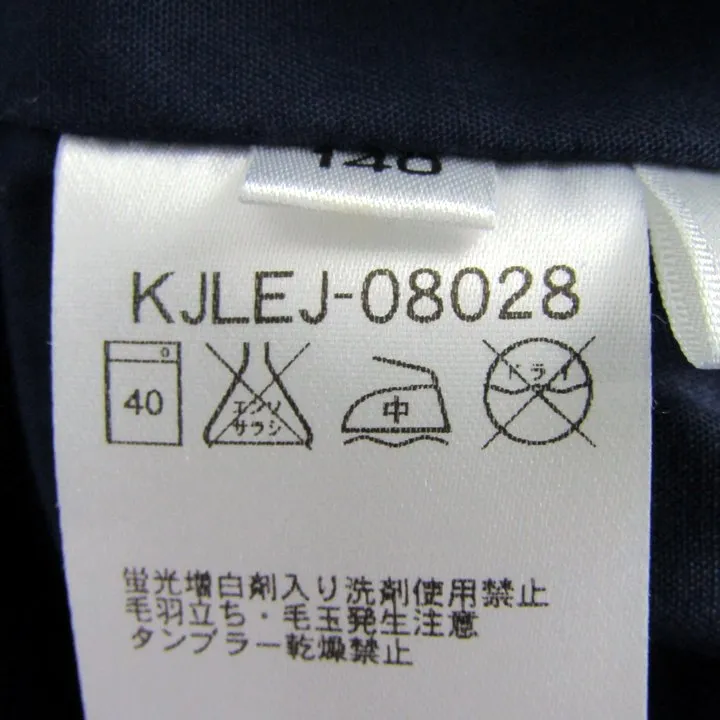 140
KJLEJ-08028
40
エンソ
サラシ
中
ドライ
蛍光増白剤入り洗剤使用禁止
毛羽立ち・毛玉発生注意
タンブラー乾燥禁止